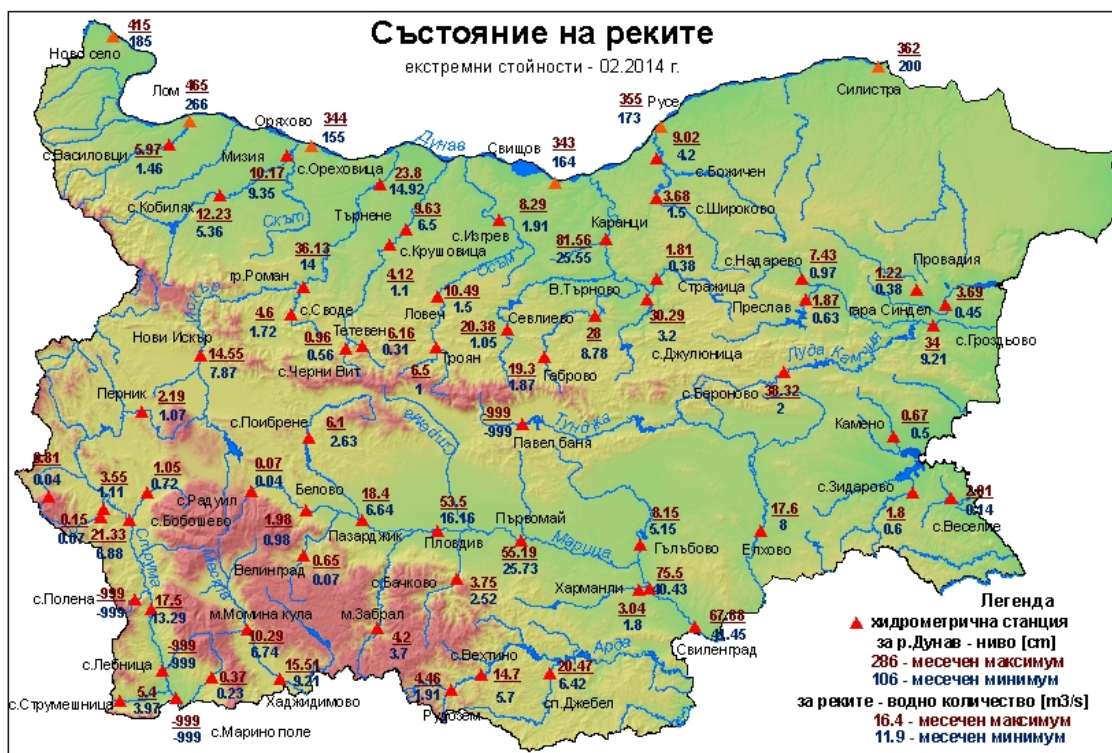 Състояние на реките
екстремни стойности - 02.2014 г.
415
185
Ново село
Лом
465
266
Оряхово
344
155
Дунав
Свищов
343
164
355
173
Русе
362
200
Силистра
с.Василовци
5.97
1.46
Мизия
10.17
9.35
с.Ореховица
23.8
14.92
9.02
4.2
с.Божичен
с.Кобиляк
12.23
5.36
Скът
Търнене
9.63
6.5
с.Изгрев
8.29
1.91
Каранци
81.56
-25.55
3.68
1.5
с.Широково
гр.Роман
36.13
14
с.Крушовица
4.12
1.1
Осъм
1.81
0.38
Стражица
с.Надарево
7.43
0.97
Провадия
1.22
0.38
3.69
0.45
Искър
4.6
1.72
с.Своде
Ловеч
10.49
1.5
В.Търново
30.29
3.2
Преслав
1.87
0.63
гара Синдел
34
9.21
с.Гроздьово
Нови Искър
14.55
7.87
0.96
0.56
Тетевен
6.16
0.31
с.Черни Вит
Троян
6.5
1
20.38
1.05
Севлиево
28
8.78
с.Джулюница
19.3
1.87
Габрово
Луда Камчия
с.Бероново
38.32
2
Перник
2.19
1.07
с.Поибрене
6.1
2.63
-999
-999
Павел баня
Тунджа
Камено
0.67
0.5
0.81
0.04
3.55
1.11
1.05
0.72
с.Радуил
0.07
0.04
Белово
18.4
6.64
53.5
16.16
Първомай
с.Зидарово
1.8
0.6
2.01
0.14
с.Веселие
0.15
0.07
21.33
6.88
с.Бобошево
1.98
0.98
Пазарджик
Пловдив
55.19
25.73
Марица
8.15
5.15
Гълъбово
17.6
8
Елхово
Струма
Места
Велинград
0.65
0.07
с.Бачково
3.75
2.52
Харманли
75.5
40.43
3.04
1.8
67.68
41.45
Свиленград
с.Полена
-999
-999
17.5
13.29
м.Момина кула
10.29
6.74
м.Забрал
4.2
3.7
Арда
с.Лебница
-999
-999
0.37
0.23
15.51
9.21
Хаджидимово
с.Вехтино
14.7
5.7
20.47
6.42
сп.Джебел
4.46
1.91
Рудозем
с.Струмешница
5.4
3.97
-999
-999
с.Марино поле
Легенда
хидрометрична станция
за р.Дунав - ниво [cm]
286 - месечен максимум
106 - месечен минимум
за реките - водно количество [m3/s]
16.4 - месечен максимум
11.9 - месечен минимум